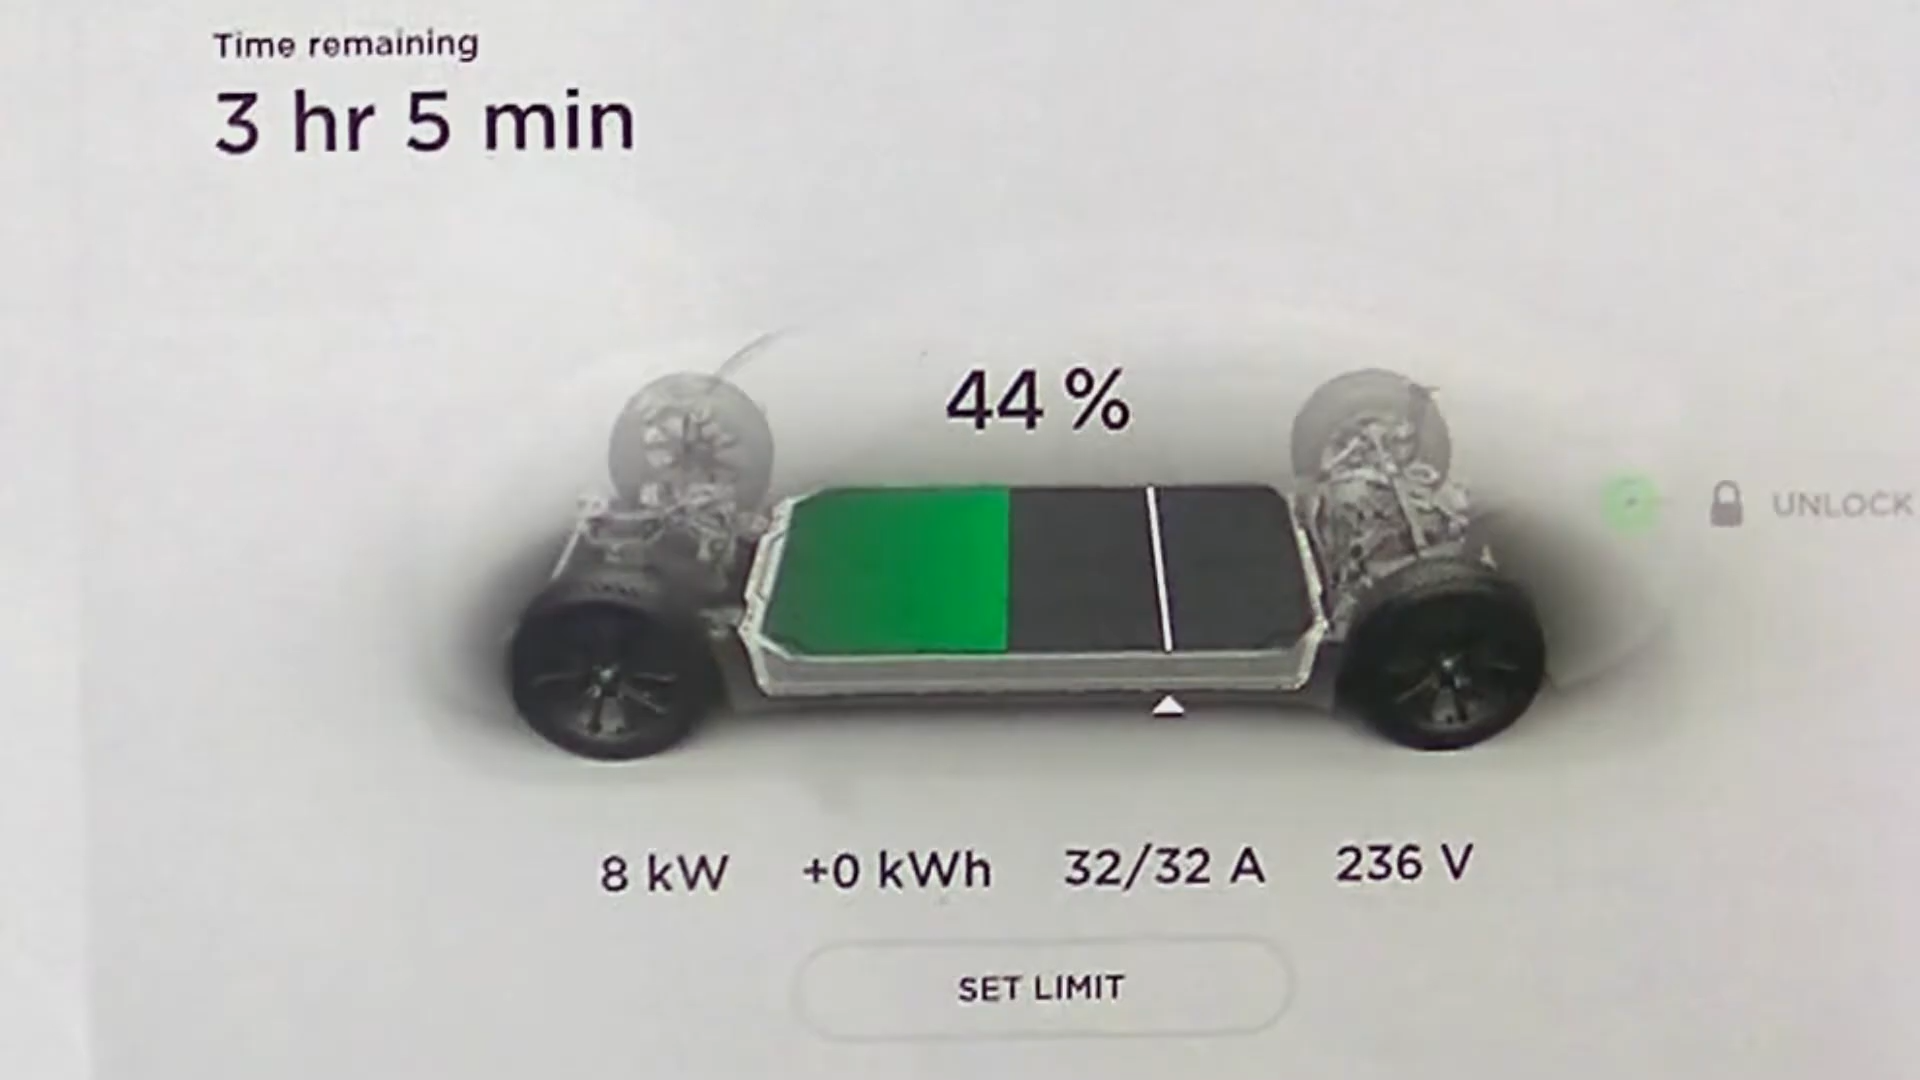 Time remaining
3 hr 5 min
44 %
UNLOCK
8 kW +0 kWh 32/32 A 236 V
SET LIMIT